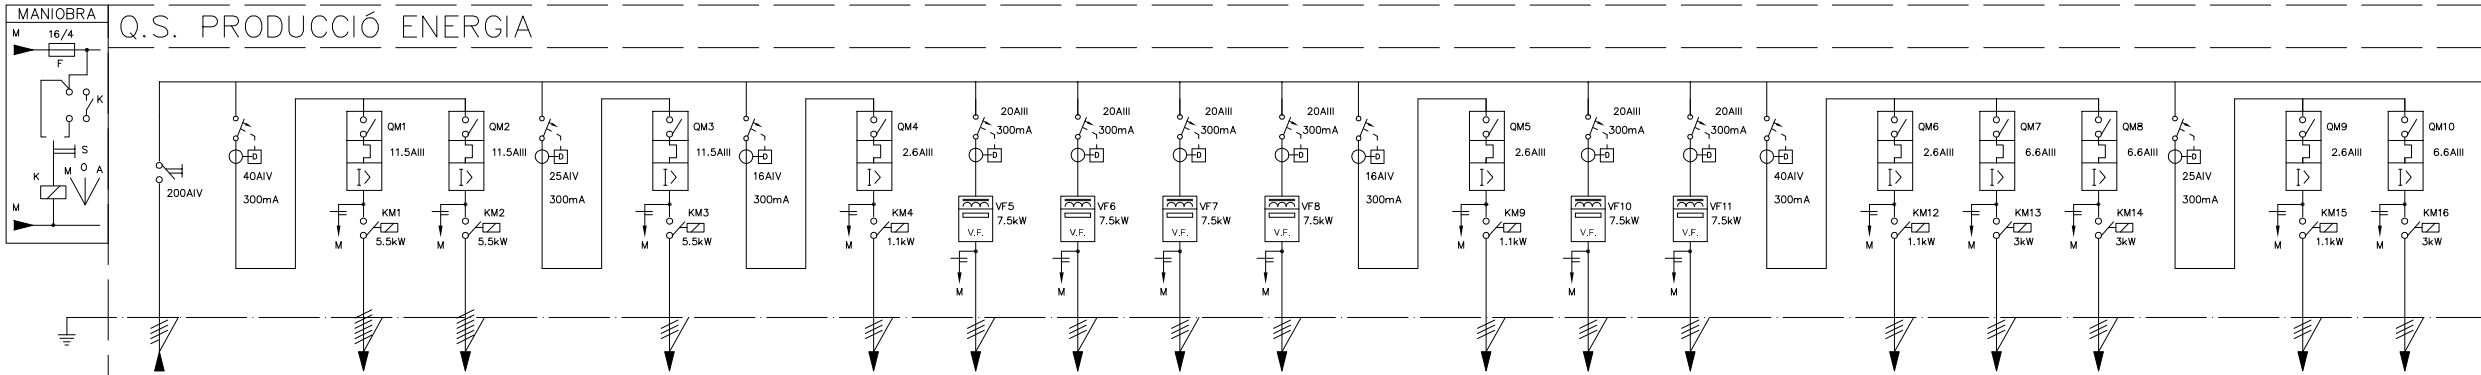 MANIOBRA
M
16/4
F
K
S
K
M
O
A
M
Q.S. PRODUCCIÓ ENERGIA
200AIV
40AIV
300mA
QM1
11.5AIII
KM1
5.5kW
M
QM2
11.5AIII
KM2
5.5kW
M
25AIV
300mA
QM3
11.5AIII
KM3
5.5kW
M
16AIV
300mA
QM4
2.6AIII
KM4
1.1kW
M
20AIII
300mA
VF5
7.5kW
V.F.
M
20AIII
300mA
VF6
7.5kW
V.F.
M
20AIII
300mA
VF7
7.5kW
V.F.
M
20AIII
300mA
VF8
7.5kW
V.F.
M
16AIV
300mA
QM5
2.6AIII
KM9
1.1kW
M
20AIII
300mA
VF10
7.5kW
V.F.
M
20AIII
300mA
VF11
7.5kW
V.F.
M
40AIV
300mA
QM6
2.6AIII
KM12
1.1kW
M
QM7
6.6AIII
KM13
3kW
M
QM8
6.6AIII
KM14
3kW
M
25AIV
300mA
QM9
2.6AIII
KM15
1.1kW
M
QM10
6.6AIII
KM16
3kW
M
D
D
D
D
D
D
D
D
D
D
D
D
I>
I>
I>
I>
I>
I>
I>
I>
I>
I>